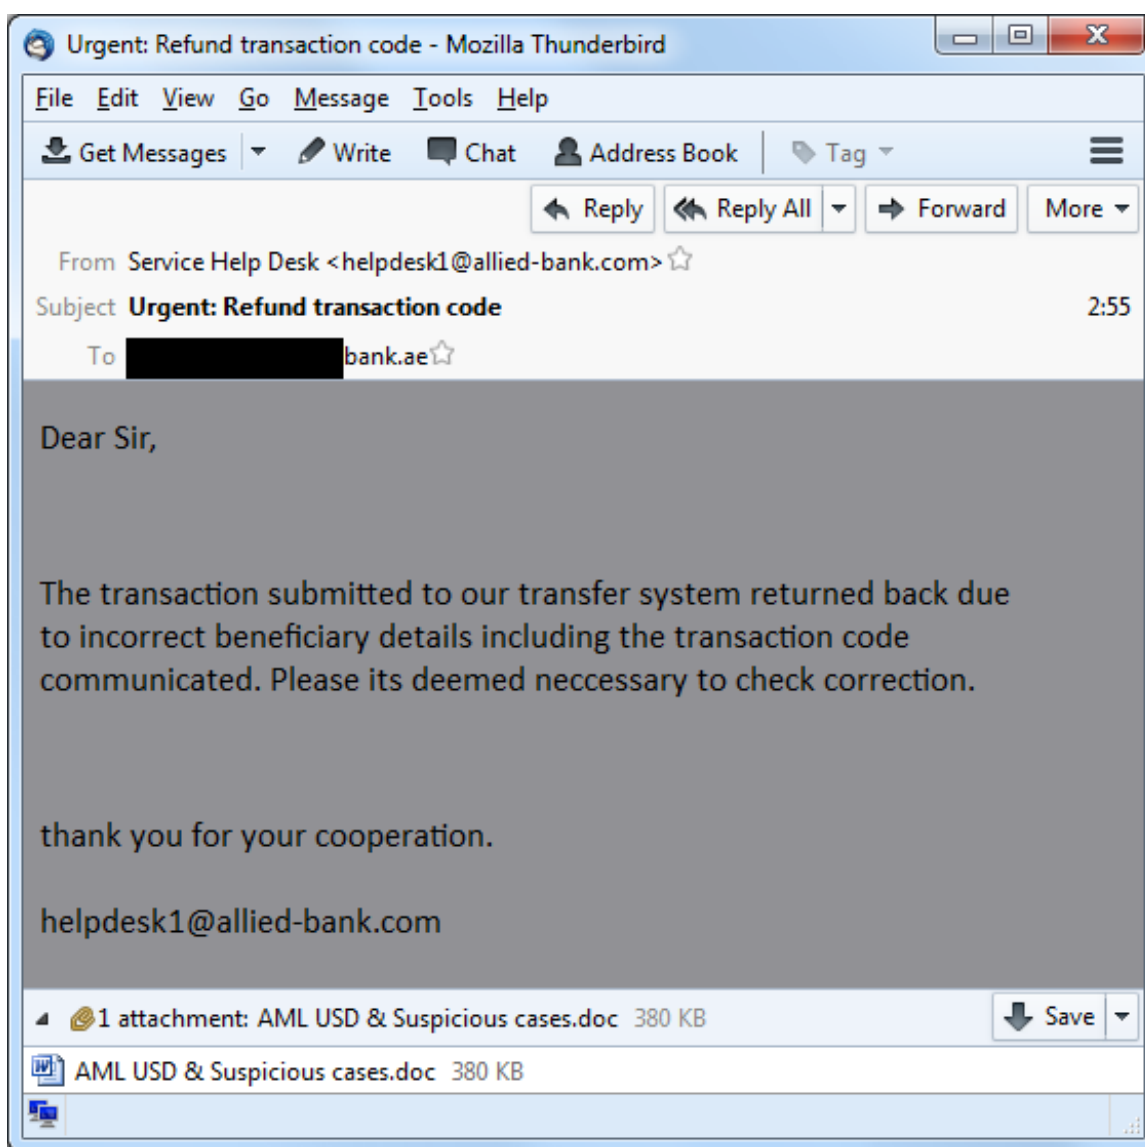 Urgent: Refund transaction code - Mozilla Thunderbird
File Edit View Go Message Tools Help
Get Messages Write Chat Address Book Tag
Reply Reply All Forward More
From Service Help Desk <helpdesk1@allied-bank.com>
Subject Urgent: Refund transaction code 2:55
To bank.ae
Dear Sir,
The transaction submitted to our transfer system returned back due
to incorrect beneficiary details including the transaction code
communicated. Please its deemed neccessary to check correction.
thank you for your cooperation.
helpdesk1@allied-bank.com
1 attachment: AML USD & Suspicious cases.doc 380 KB Save
AML USD & Suspicious cases.doc 380 KB